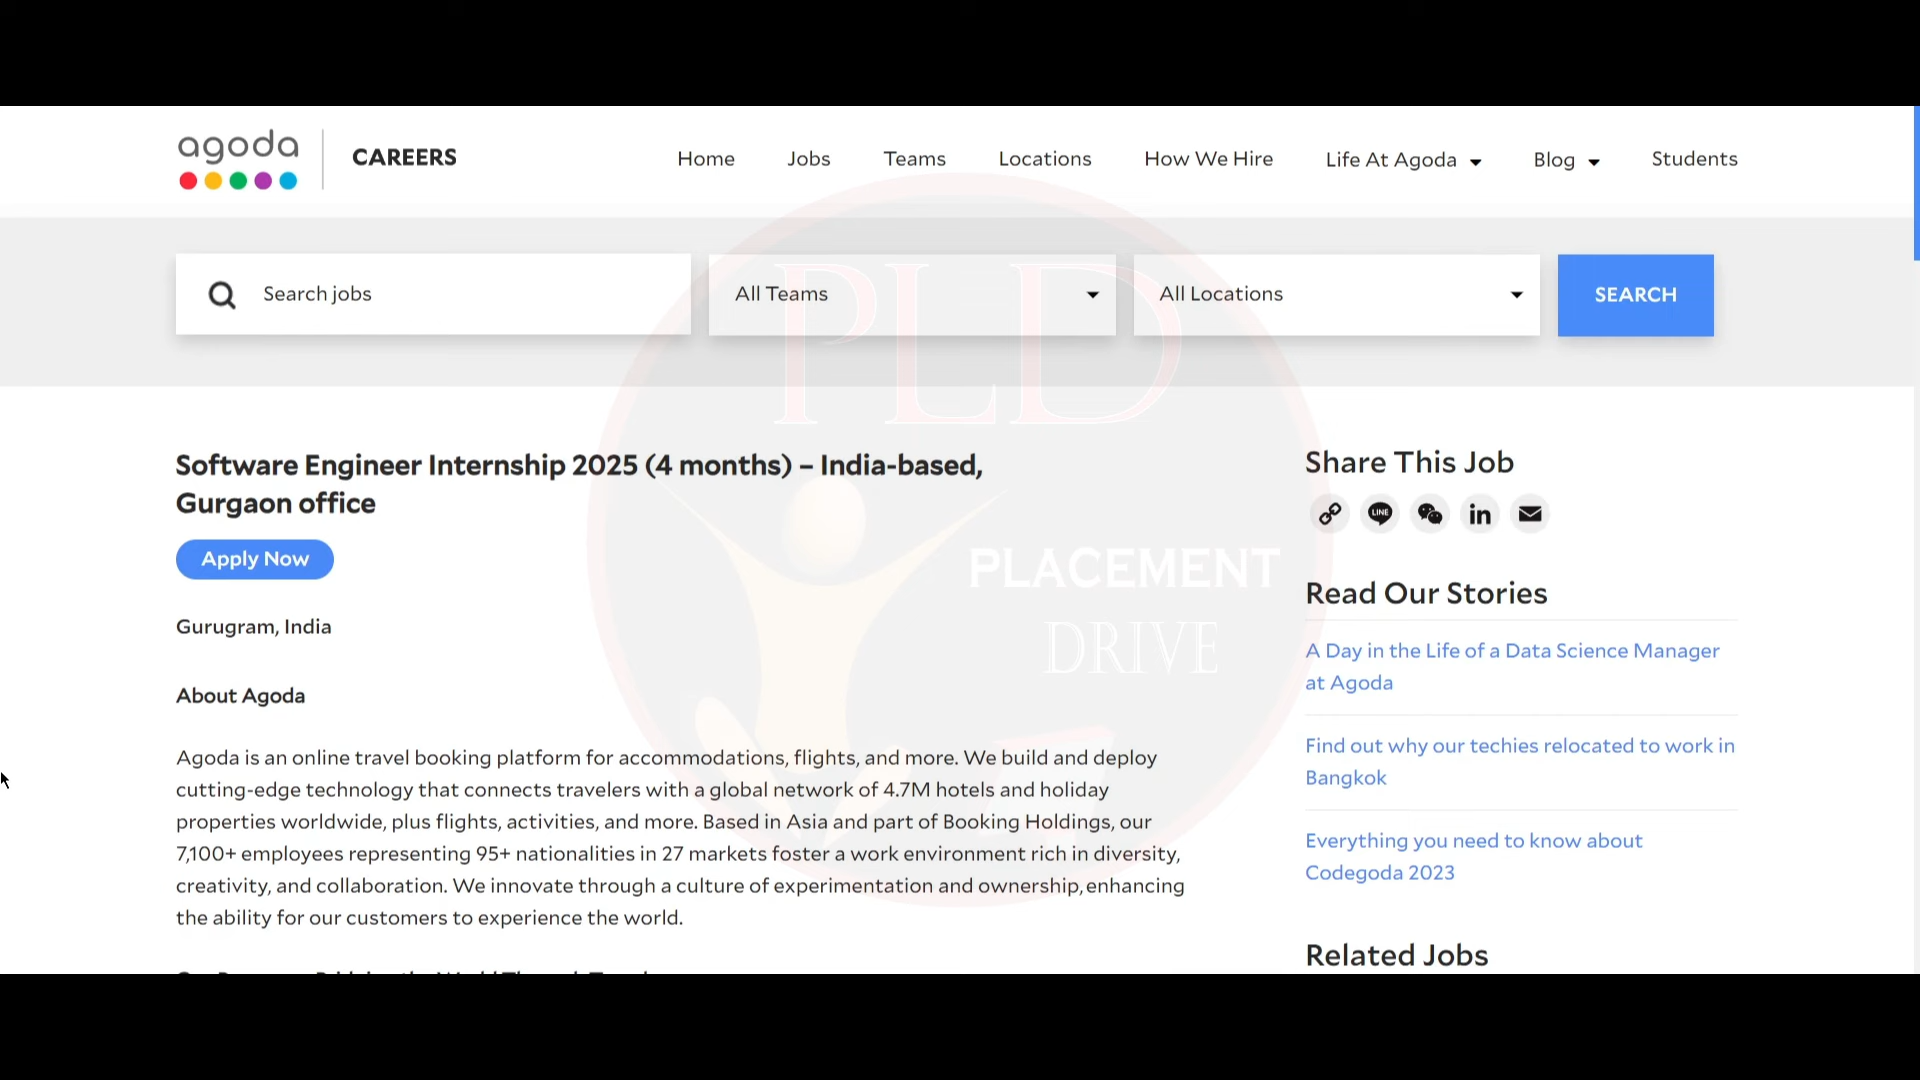 agoda
CAREERS
Home
Jobs
Teams
Locations
How We Hire
Life At Agoda
Blog
Students
Search jobs
All Teams
All Locations
SEARCH
PLD
PLACEMENT
DRIVE
Software Engineer Internship 2025 (4 months) – India-based,
Gurgaon office
Apply Now
Gurugram, India
About Agoda
Agoda is an online travel booking platform for accommodations, flights, and more. We build and deploy
cutting-edge technology that connects travelers with a global network of 4.7M hotels and holiday
properties worldwide, plus flights, activities, and more. Based in Asia and part of Booking Holdings, our
7,100+ employees representing 95+ nationalities in 27 markets foster a work environment rich in diversity,
creativity, and collaboration. We innovate through a culture of experimentation and ownership, enhancing
the ability for our customers to experience the world.
Share This Job
LINE
in
Read Our Stories
A Day in the Life of a Data Science Manager
at Agoda
Find out why our techies relocated to work in
Bangkok
Everything you need to know about
Codegoda 2023
Related Jobs